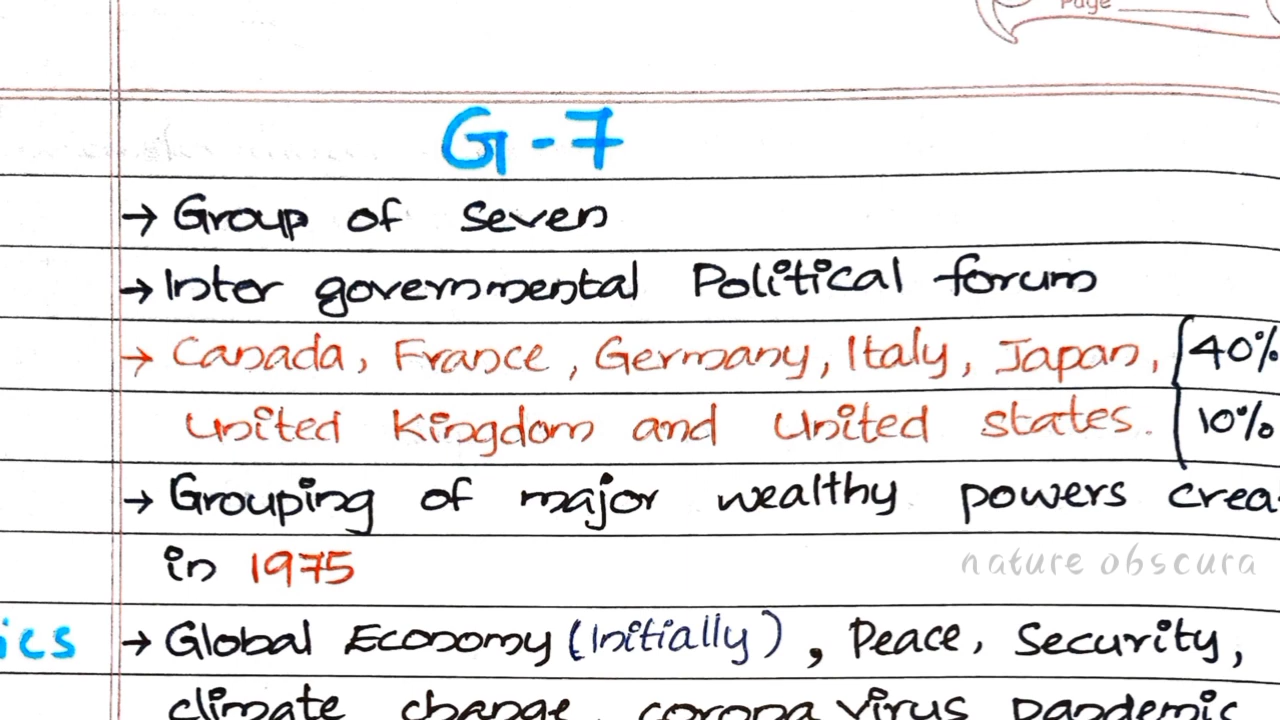 Page
G-7
→ Group of seven
→ Inter governmental Political forum
→ Canada, France, Germany, Italy, Japan, 40%
United Kingdom and United states. 10%
→ Grouping of major wealthy powers
in 1975
nature obscura
→ Global Economy (Initially), Peace, Security,
climate change, corona virus pandemic